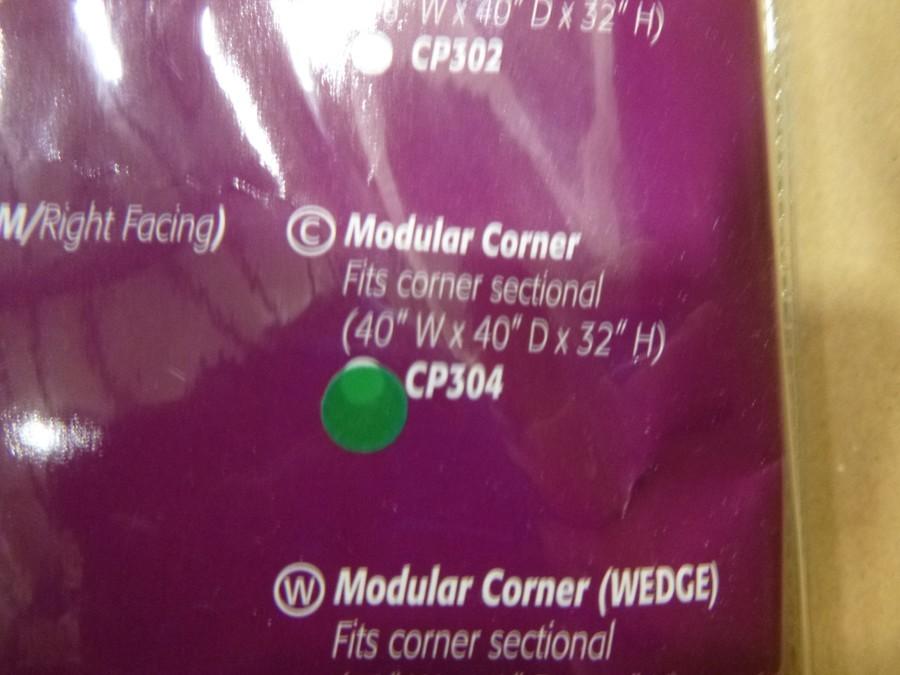 W x 40" D x 32" H)
CP302
M/Right Facing)
C Modular Corner
Fits corner sectional
(40" W x 40" D x 32" H)
CP304
W Modular Corner (WEDGE)
Fits corner sectional